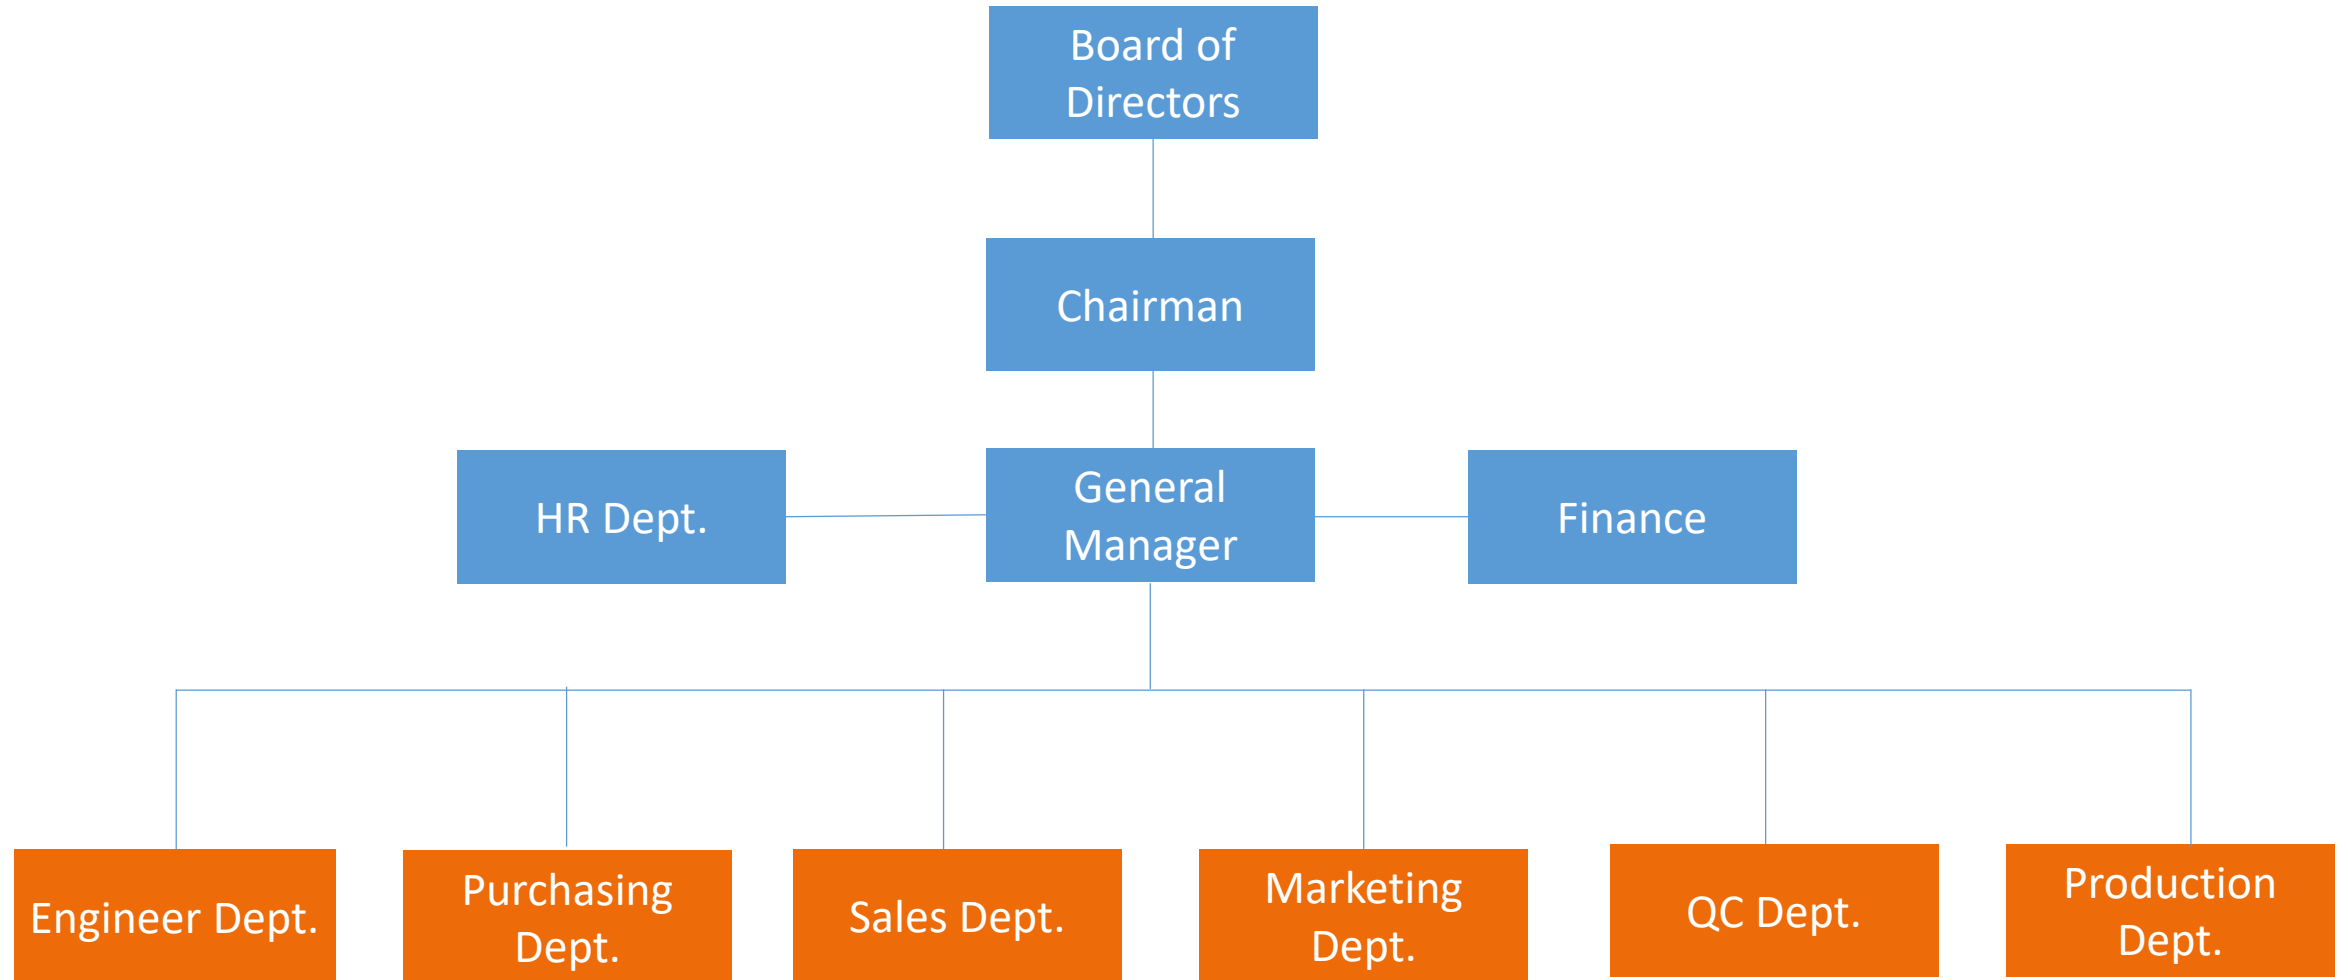 Board of
Directors
Chairman
HR Dept.
General
Manager
Finance
Engineer Dept.
Purchasing
Dept.
Sales Dept.
Marketing
Dept.
QC Dept.
Production
Dept.